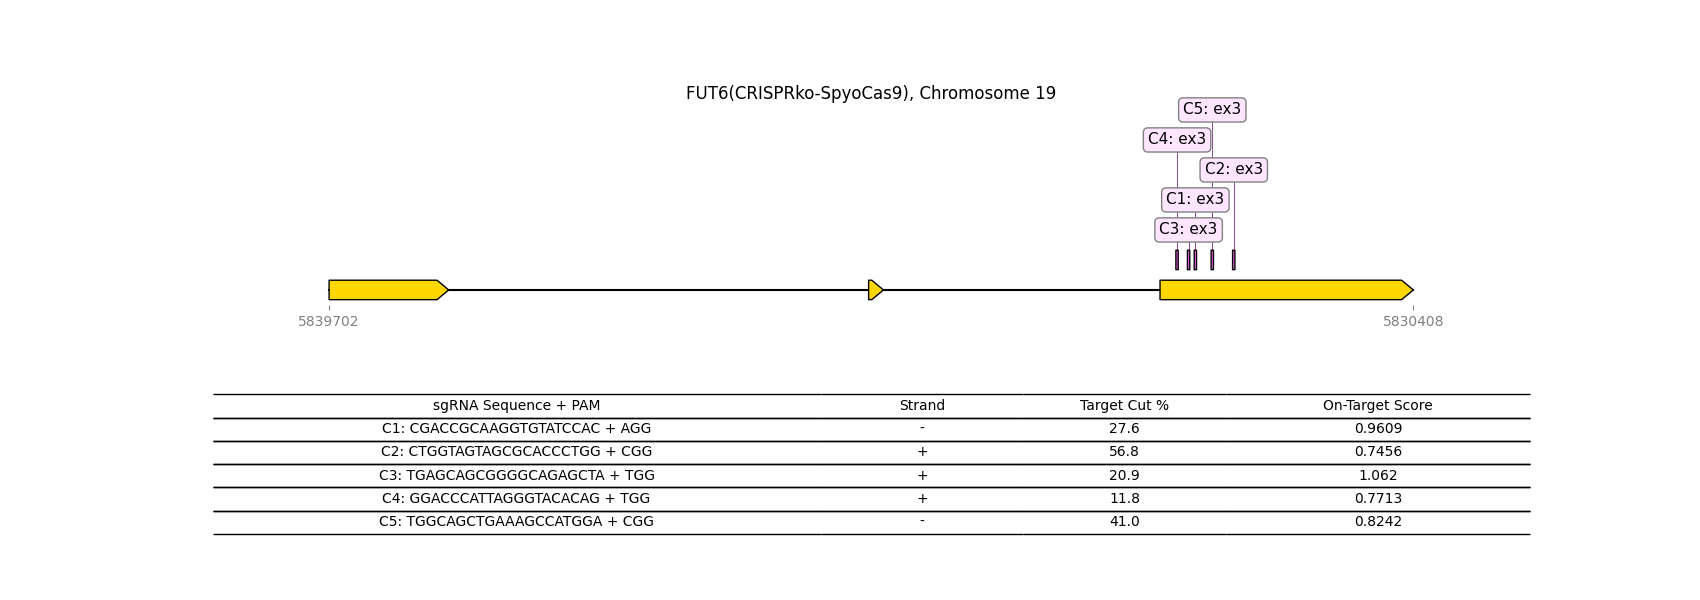 FUT6(CRISPRko-SpyoCas9), Chromosome 19
C5: ex3
C4: ex3
C2: ex3
C1: ex3
C3: ex3
5839702 5830408
sgRNA Sequence + PAM Strand Target Cut % On-Target Score
C1: CGACCGCAAGGTGTATCCAC + AGG - 27.6 0.9609
C2: CTGGTAGTAGCGCACCCTGG + CGG + 56.8 0.7456
C3: TGAGCAGCGGGGCAGAGCTA + TGG + 20.9 1.062
C4: GGACCCATTAGGGTACACAG + TGG + 11.8 0.7713
C5: TGGCAGCTGAAAGCCATGGA + CGG - 41.0 0.8242